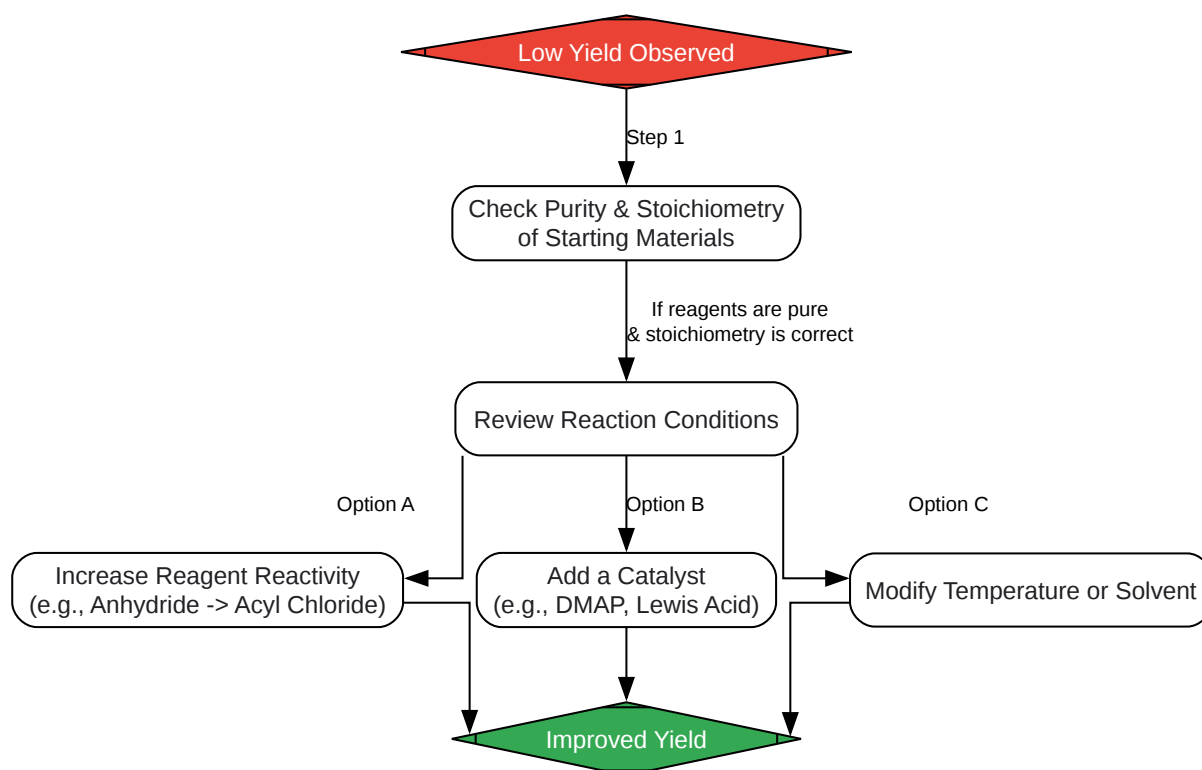 Low Yield Observed
Step 1
Check Purity & Stoichiometry
of Starting Materials
If reagents are pure
& stoichiometry is correct
Review Reaction Conditions
Option A
Option B
Option C
Increase Reagent Reactivity
(e.g., Anhydride -> Acyl Chloride)
Add a Catalyst
(e.g., DMAP, Lewis Acid)
Modify Temperature or Solvent
Improved Yield